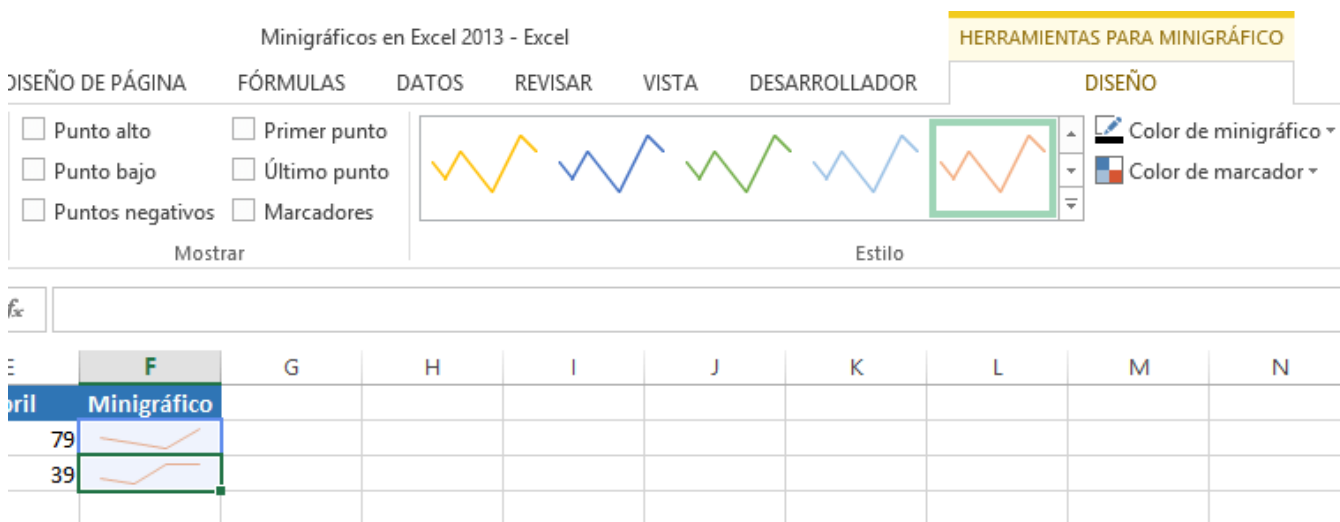 Minigráficos en Excel 2013 - Excel HERRAMIENTAS PARA MINIGRÁFICO
DISEÑO DE PÁGINA FÓRMULAS DATOS REVISAR VISTA DESARROLLADOR DISEÑO
Punto alto Primer punto Color de minigráfico
Punto bajo Último punto Color de marcador
Puntos negativos Marcadores
Mostrar Estilo
fx
F G H I J K L M N
Minigráfico
79
39